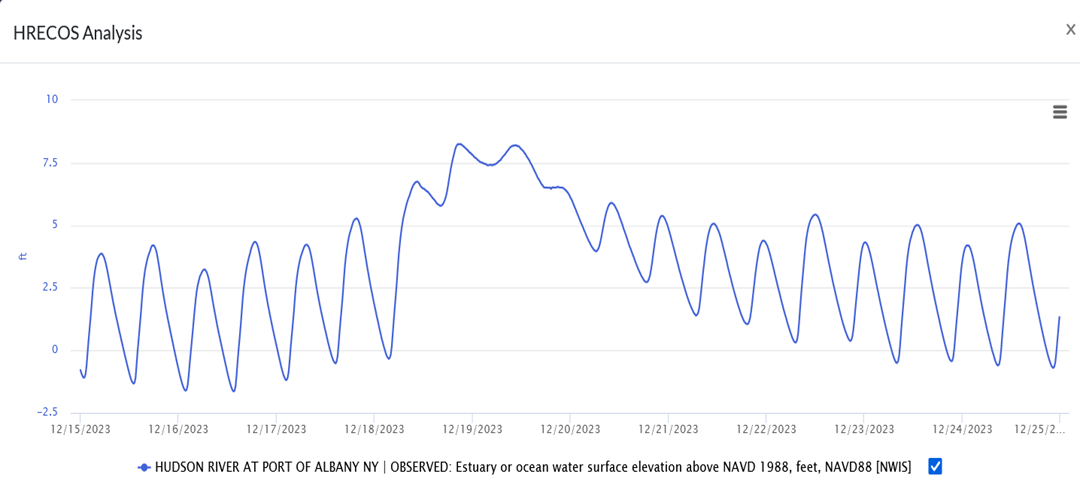 HRECOS Analysis
X
10
7.5
5
2.5
0
−2.5
ft
12/15/2023 12/16/2023 12/17/2023 12/18/2023 12/19/2023 12/20/2023 12/21/2023 12/22/2023 12/23/2023 12/24/2023 12/25/2...
HUDSON RIVER AT PORT OF ALBANY NY | OBSERVED: Estuary or ocean water surface elevation above NAVD 1988, feet, NAVD88 [NWIS]